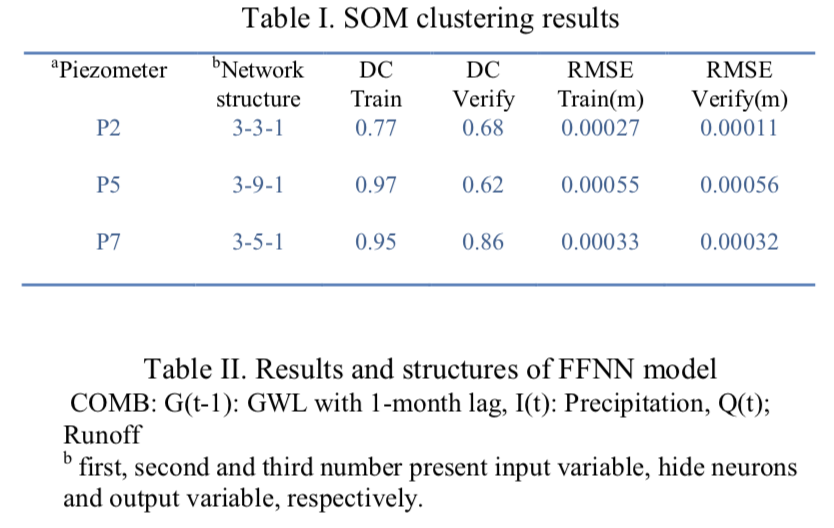 Table I. SOM clustering results
aPiezometer bNetwork structure DC Train DC Verify RMSE Train(m) RMSE Verify(m)
P2 3-3-1 0.77 0.68 0.00027 0.00011
P5 3-9-1 0.97 0.62 0.00055 0.00056
P7 3-5-1 0.95 0.86 0.00033 0.00032
Table II. Results and structures of FFNN model
COMB: G(t-1): GWL with 1-month lag, I(t): Precipitation, Q(t);
Runoff
b first, second and third number present input variable, hide neurons
and output variable, respectively.